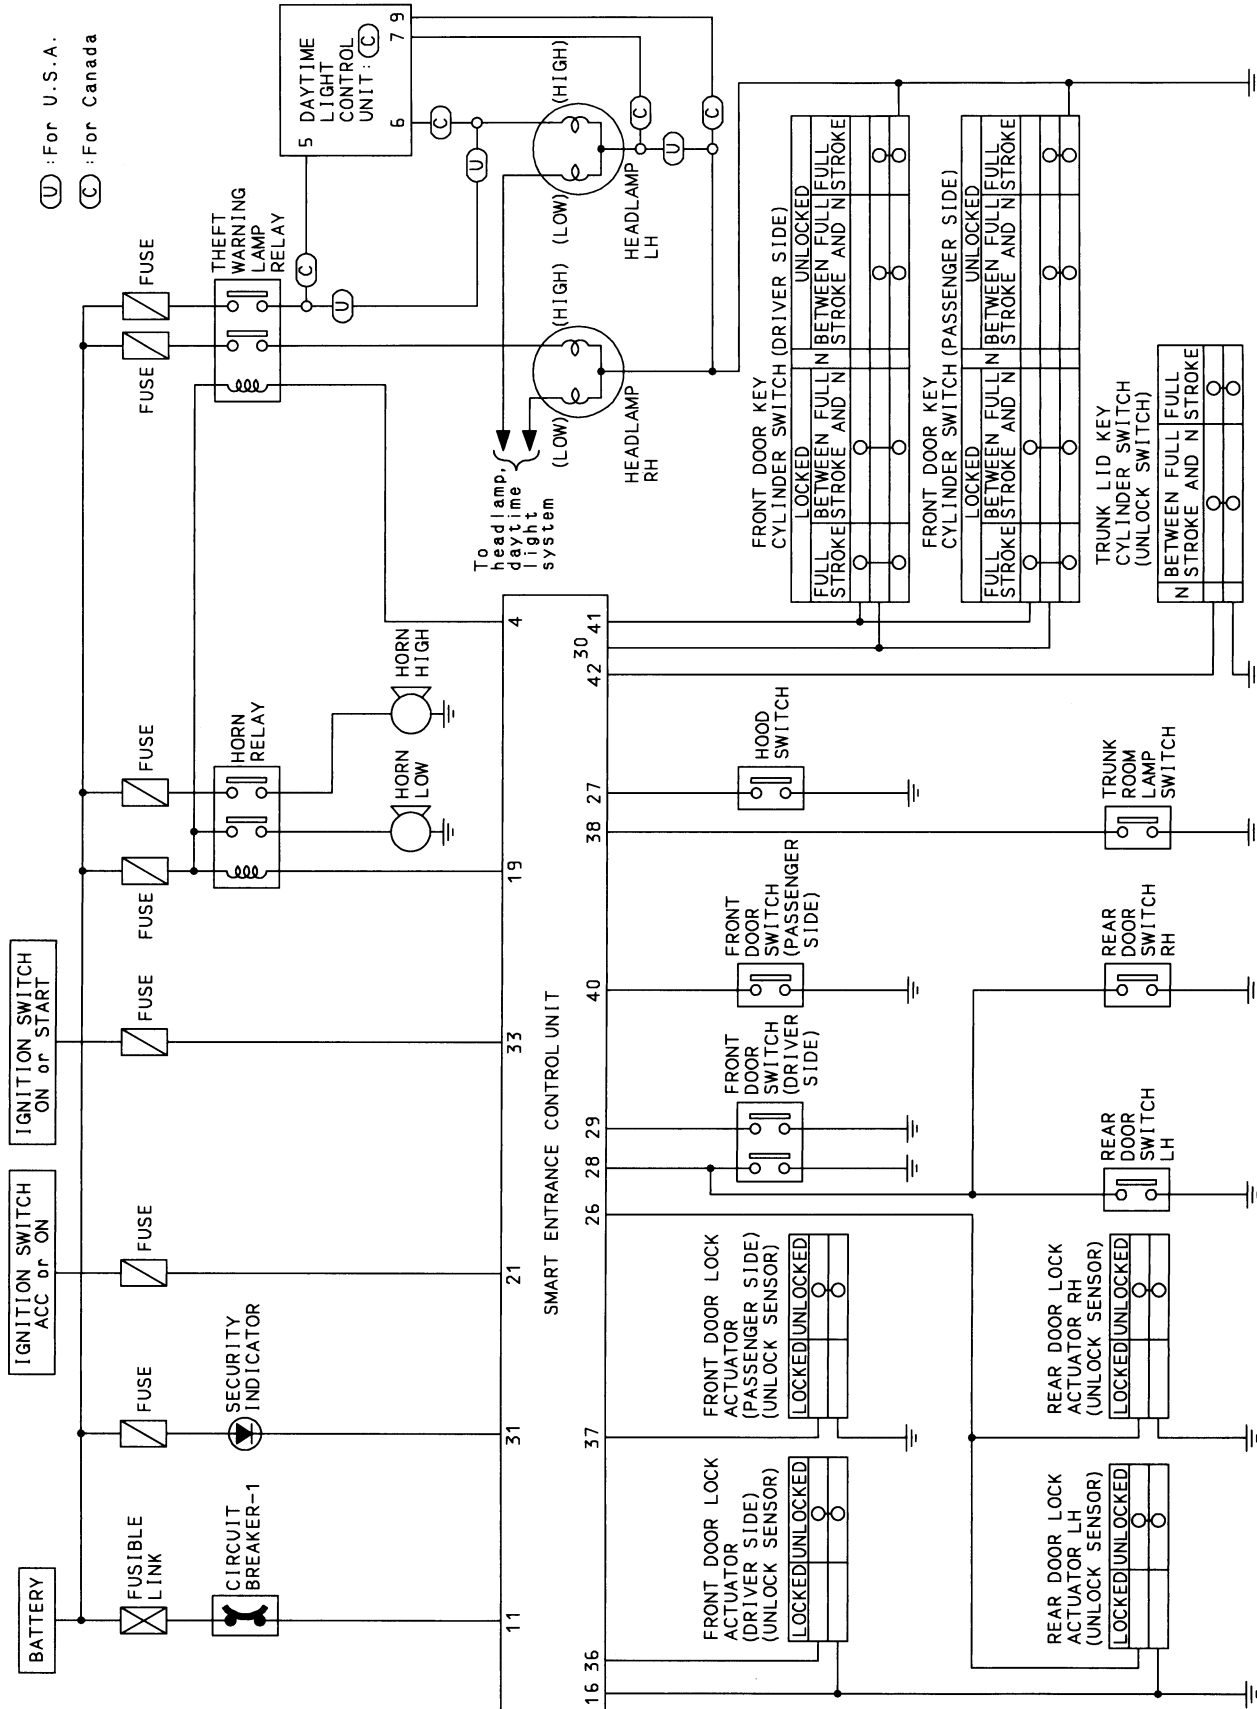 BATTERY
IGNITION SWITCH
ACC or ON
IGNITION SWITCH
ON or START
U :For U.S.A.
C :For Canada
FUSIBLE
LINK
FUSE
FUSE
FUSE
FUSE
FUSE
FUSE
FUSE
CIRCUIT
BREAKER-1
SECURITY
INDICATOR
HORN
RELAY
THEFT
WARNING
LAMP
RELAY
5
DAYTIME
LIGHT
CONTROL
UNIT: C
6
7
9
C
U
C
U
HORN
LOW
HORN
HIGH
To
headlamp,
daytime
light
system
(LOW)
(HIGH)
(LOW)
(HIGH)
HEADLAMP
RH
HEADLAMP
LH
C
U
C
11
31
21
33
19
4
SMART ENTRANCE CONTROL UNIT
16
36
37
26
28
29
40
38
27
42
30
41
FRONT DOOR LOCK
ACTUATOR
(DRIVER SIDE)
(UNLOCK SENSOR)
LOCKED UNLOCKED
FRONT DOOR LOCK
ACTUATOR
(PASSENGER SIDE)
(UNLOCK SENSOR)
LOCKED UNLOCKED
FRONT
DOOR
SWITCH
(DRIVER
SIDE)
FRONT
DOOR
SWITCH
(PASSENGER
SIDE)
HOOD
SWITCH
FRONT DOOR KEY
CYLINDER SWITCH (DRIVER SIDE)
LOCKED UNLOCKED
FULL BETWEEN FULL N BETWEEN FULL FULL
STROKE STROKE AND N STROKE AND N STROKE
FRONT DOOR KEY
CYLINDER SWITCH (PASSENGER SIDE)
LOCKED UNLOCKED
FULL BETWEEN FULL N BETWEEN FULL FULL
STROKE STROKE AND N STROKE AND N STROKE
REAR DOOR LOCK
ACTUATOR LH
(UNLOCK SENSOR)
LOCKED UNLOCKED
REAR DOOR LOCK
ACTUATOR RH
(UNLOCK SENSOR)
LOCKED UNLOCKED
REAR
DOOR
SWITCH
LH
REAR
DOOR
SWITCH
RH
TRUNK
ROOM
LAMP
SWITCH
TRUNK LID KEY
CYLINDER SWITCH
(UNLOCK SWITCH)
N BETWEEN FULL FULL
STROKE AND N STROKE